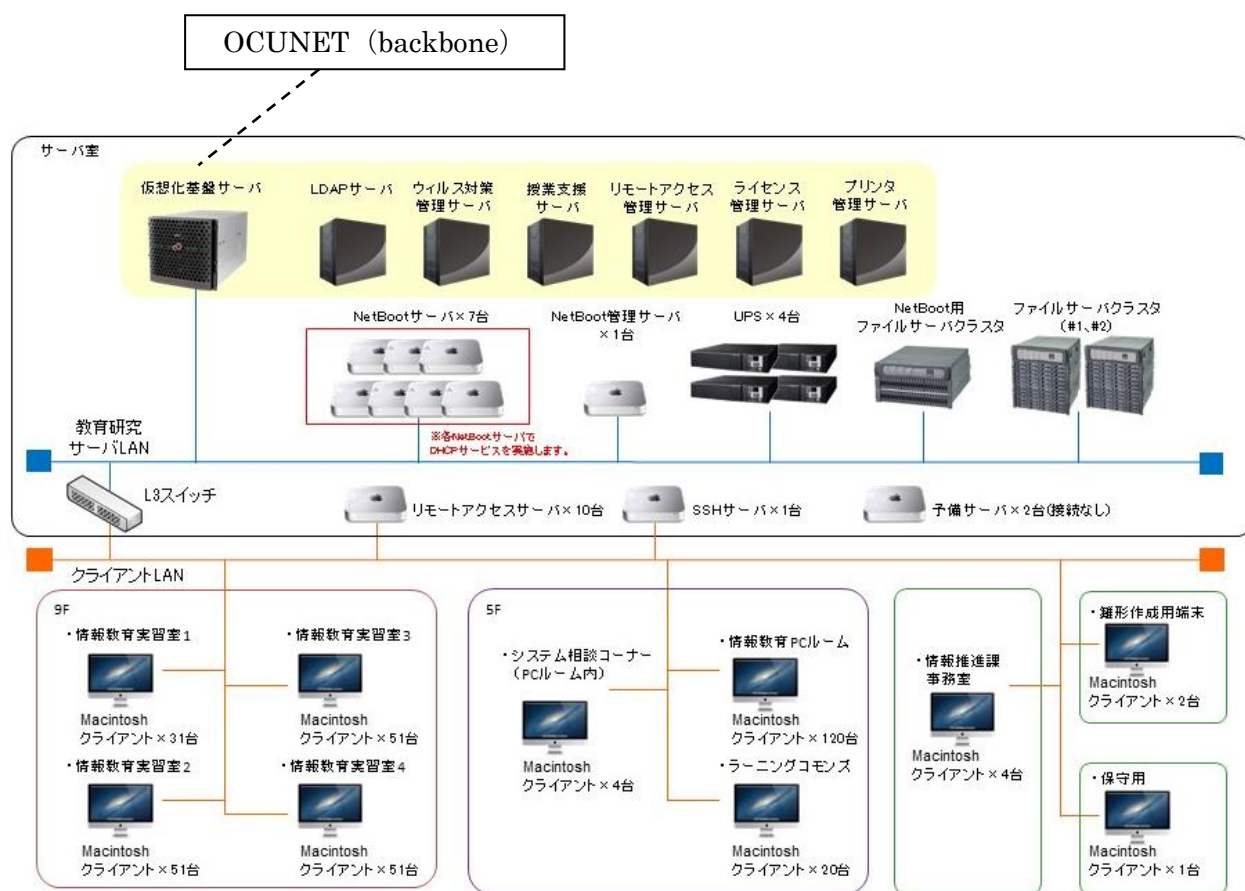 OCUNET (backbone)
サーバ室
仮想化基盤サーバ
LDAPサーバ
ウィルス対策
管理サーバ
授業支援
サーバ
リモートアクセス
管理サーバ
ライセンス
管理サーバ
プリンタ
管理サーバ
NetBootサーバ×7台
NetBoot管理サーバ
×1台
UPS×4台
NetBoot用
ファイルサーバクラスタ
ファイルサーバクラスタ
(#1、#2)
※各NetBootサーバで
DHCPサービスを実施します。
教育研究
サーバLAN
L3スイッチ
リモートアクセスサーバ×10台
SSHサーバ×1台
予備サーバ×2台(接続なし)
クライアントLAN
9F
・情報教育実習室1
Macintosh
クライアント×31台
・情報教育実習室3
Macintosh
クライアント×51台
・情報教育実習室2
Macintosh
クライアント×51台
・情報教育実習室4
Macintosh
クライアント×51台
5F
・システム相談コーナー
(PCルーム内)
Macintosh
クライアント×4台
・情報教育PCルーム
Macintosh
クライアント×120台
・ラーニングコモンズ
Macintosh
クライアント×20台
・情報推進課
事務室
Macintosh
クライアント×4台
・雛形作成用端末
Macintosh
クライアント×2台
・保守用
Macintosh
クライアント×1台